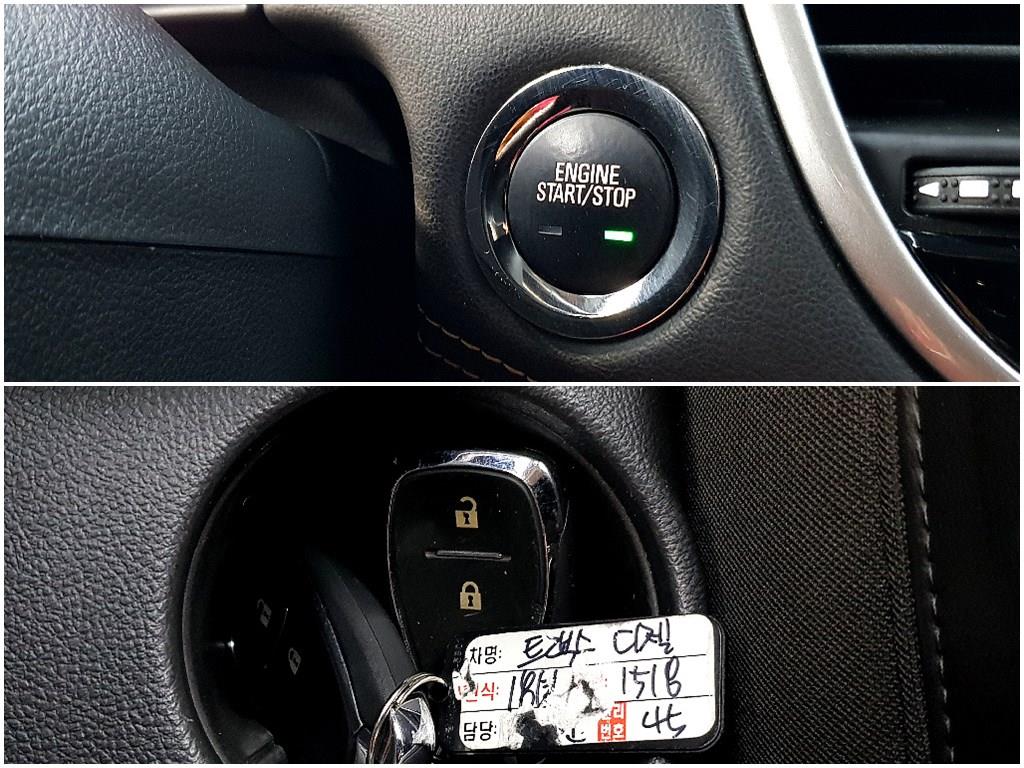 ENGINE
START/STOP
차명: 트랙스 디젤
연식: 18년 1518
담당: 번호 45